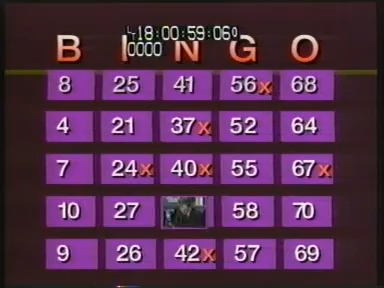 18:00:59:06
0000
B I N G O
8 25 41 56x 68
4 21 37x 52 64
7 24x 40x 55 67x
10 27 58 70
9 26 42x 57 69